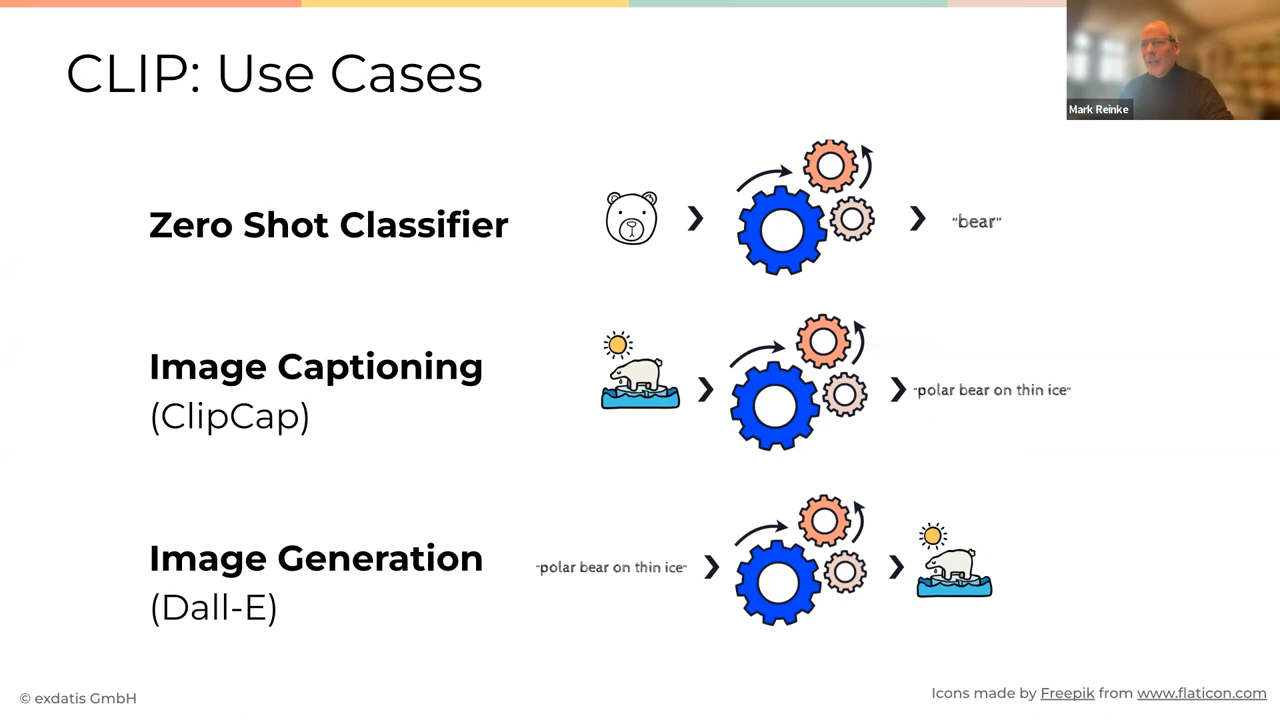 CLIP: Use Cases
Mark Reinke
Zero Shot Classifier
"bear"
Image Captioning
(ClipCap)
"polar bear on thin ice"
Image Generation
(Dall-E)
"polar bear on thin ice"
© exdatis GmbH
Icons made by Freepik from www.flaticon.com